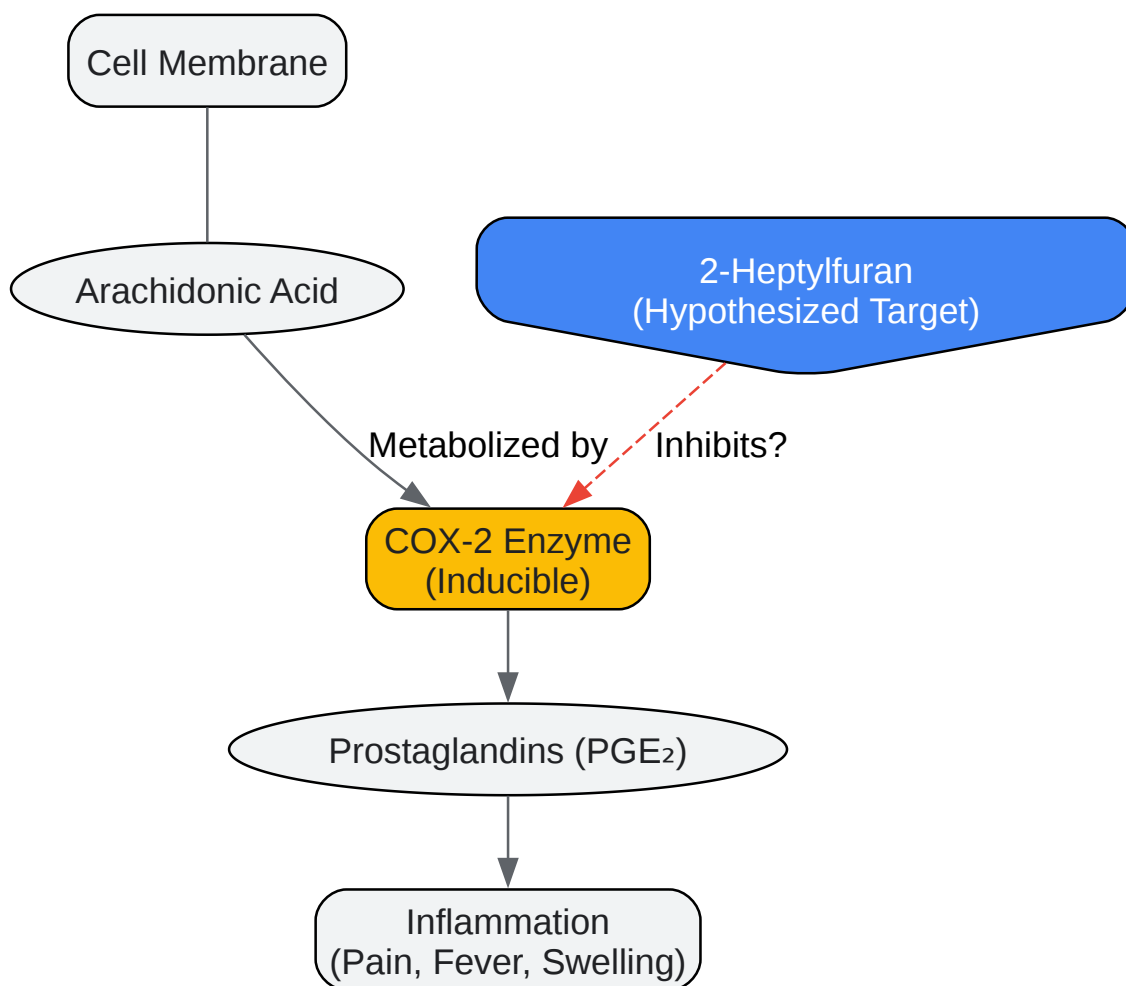 Cell Membrane
Arachidonic Acid
2-Heptylfuran
(Hypothesized Target)
Metabolized by
Inhibits?
COX-2 Enzyme
(Inducible)
Prostaglandins (PGE₂)
Inflammation
(Pain, Fever, Swelling)